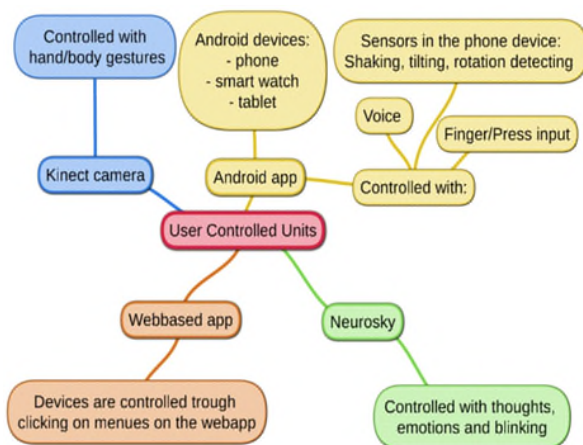 Controlled with
hand/body gestures
Android devices:
- phone
- smart watch
- tablet
Sensors in the phone device:
Shaking, tilting, rotation detecting
Voice
Finger/Press input
Kinect camera
Android app
Controlled with:
User Controlled Units
Webbased app
Neurosky
Devices are controlled trough
clicking on menues on the webapp
Controlled with thoughts,
emotions and blinking